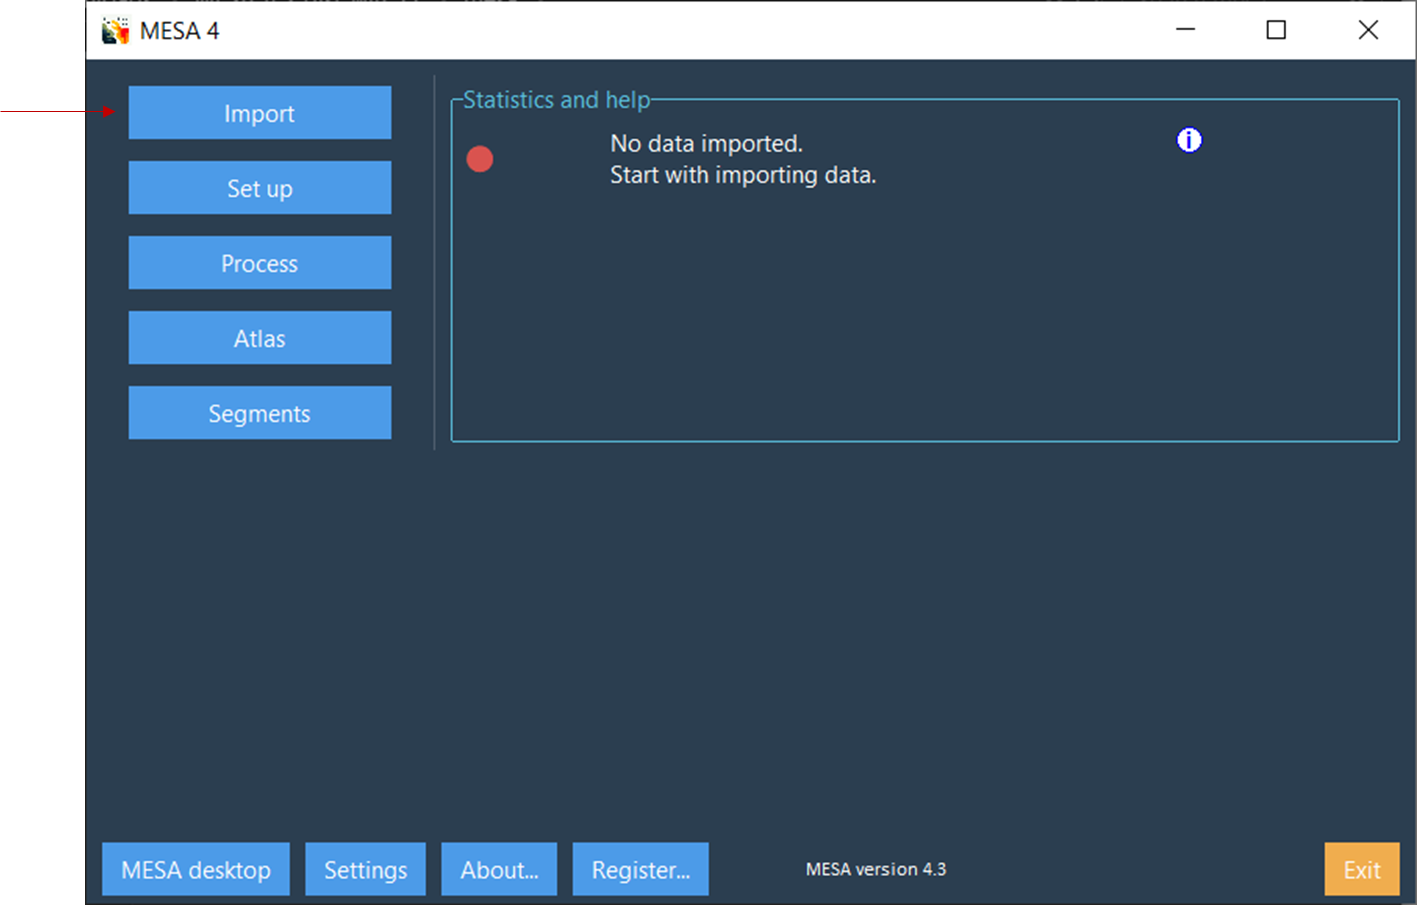 MESA 4
Import
Set up
Process
Atlas
Segments
Statistics and help
No data imported.
Start with importing data.
i
MESA desktop
Settings
About...
Register...
MESA version 4.3
Exit